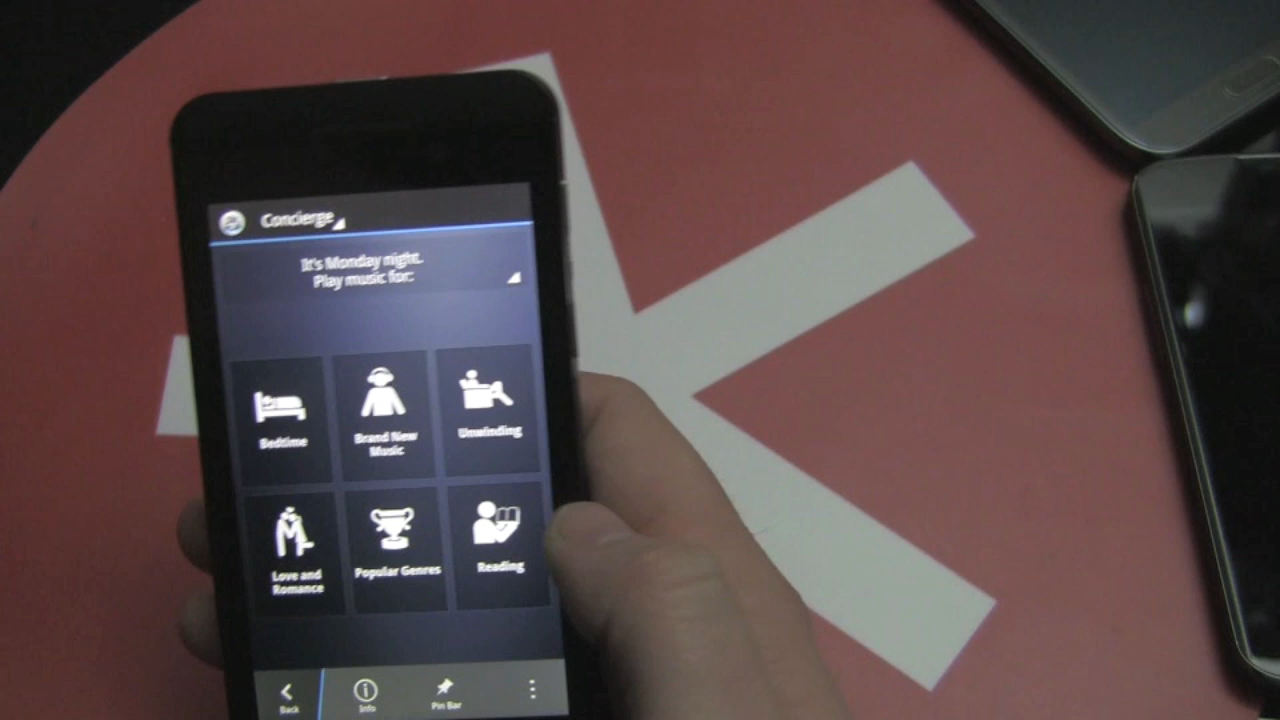 Concierge
It's Monday night.
Play music for:
Bedtime
Brand New
Music
Unwinding
Love and
Romance
Popular Genres
Reading
Back
Info
Pin Bar